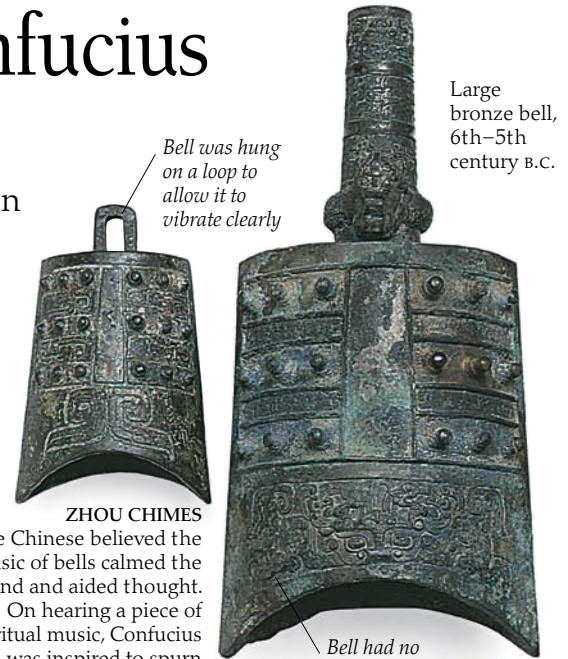 nfucius
n
Bell was hung
on a loop to
allow it to
vibrate clearly
Large
bronze bell,
6th–5th
century B.C.
ZHOU CHIMES
e Chinese believed the
sic of bells calmed the
nd and aided thought.
On hearing a piece of
ritual music, Confucius
was inspired to spurn
Bell had no